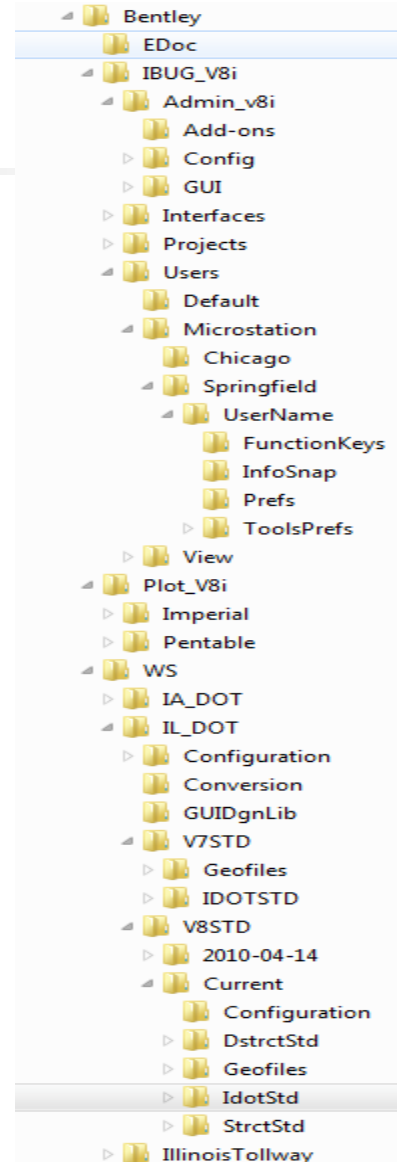 Bentley
EDoc
IBUG_V8i
Admin_v8i
Add-ons
Config
GUI
Interfaces
Projects
Users
Default
Microstation
Chicago
Springfield
UserName
FunctionKeys
InfoSnap
Prefs
ToolsPrefs
View
Plot_V8i
Imperial
Pentable
WS
IA_DOT
IL_DOT
Configuration
Conversion
GUIDgnLib
V7STD
Geofiles
IDOTSTD
V8STD
2010-04-14
Current
Configuration
DstrctStd
Geofiles
IdotStd
StrctStd
IllinoisTollway